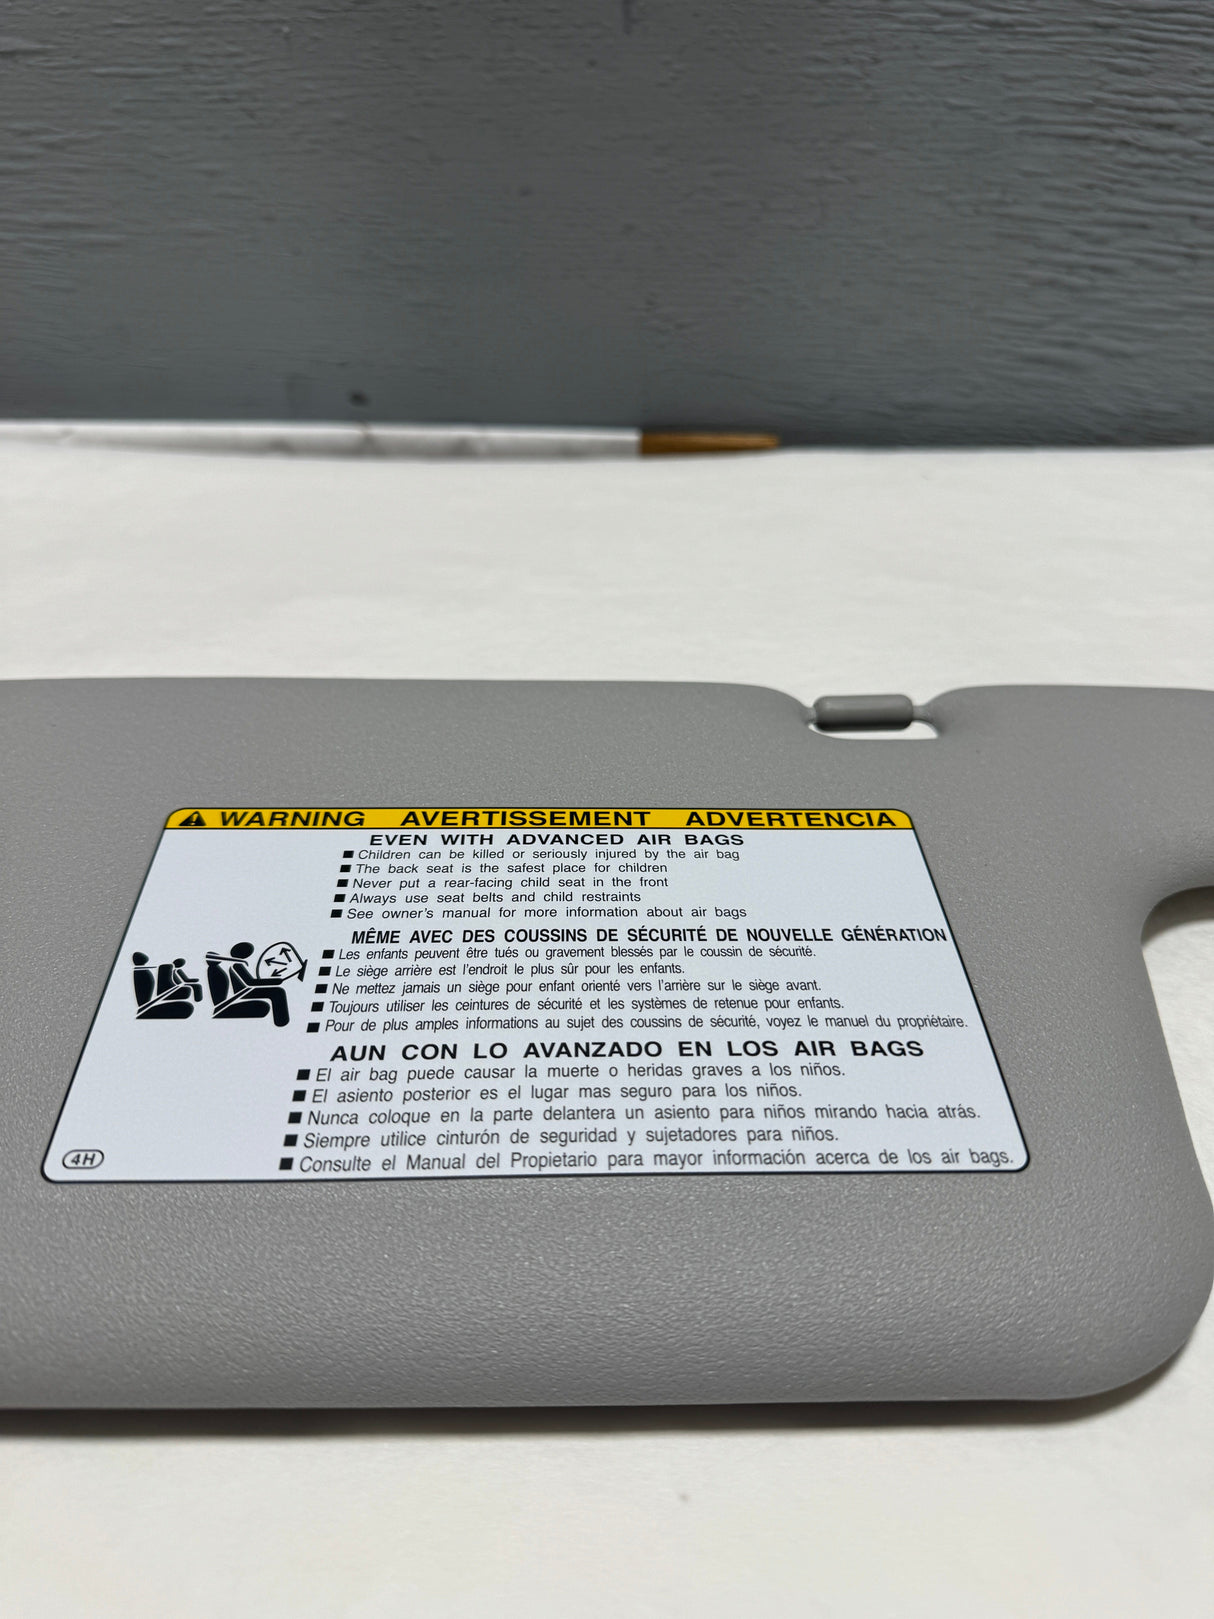 WARNING AVERTISSEMENT ADVERTENCIA
EVEN WITH ADVANCED AIR BAGS
■ Children can be killed or seriously injured by the air bag
■ The back seat is the safest place for children
■ Never put a rear-facing child seat in the front
■ Always use seat belts and child restraints
■ See owner's manual for more information about air bags
MÊME AVEC DES COUSSINS DE SÉCURITÉ DE NOUVELLE GÉNÉRATION
■ Les enfants peuvent être tués ou gravement blessés par le coussin de sécurité.
■ Le siège arrière est l'endroit le plus sûr pour les enfants.
■ Ne mettez jamais un siège pour enfant orienté vers l'arrière sur le siège avant.
■ Toujours utiliser les ceintures de sécurité et les systèmes de retenue pour enfants.
■ Pour de plus amples informations au sujet des coussins de sécurité, voyez le manuel du propriétaire.
AUN CON LO AVANZADO EN LOS AIR BAGS
■ El air bag puede causar la muerte o heridas graves a los niños.
■ El asiento posterior es el lugar mas seguro para los niños.
■ Nunca coloque en la parte delantera un asiento para niños mirando hacia atrás.
■ Siempre utilice cinturón de seguridad y sujetadores para niños.
■ Consulte el Manual del Propietario para mayor información acerca de los air bags.
4H